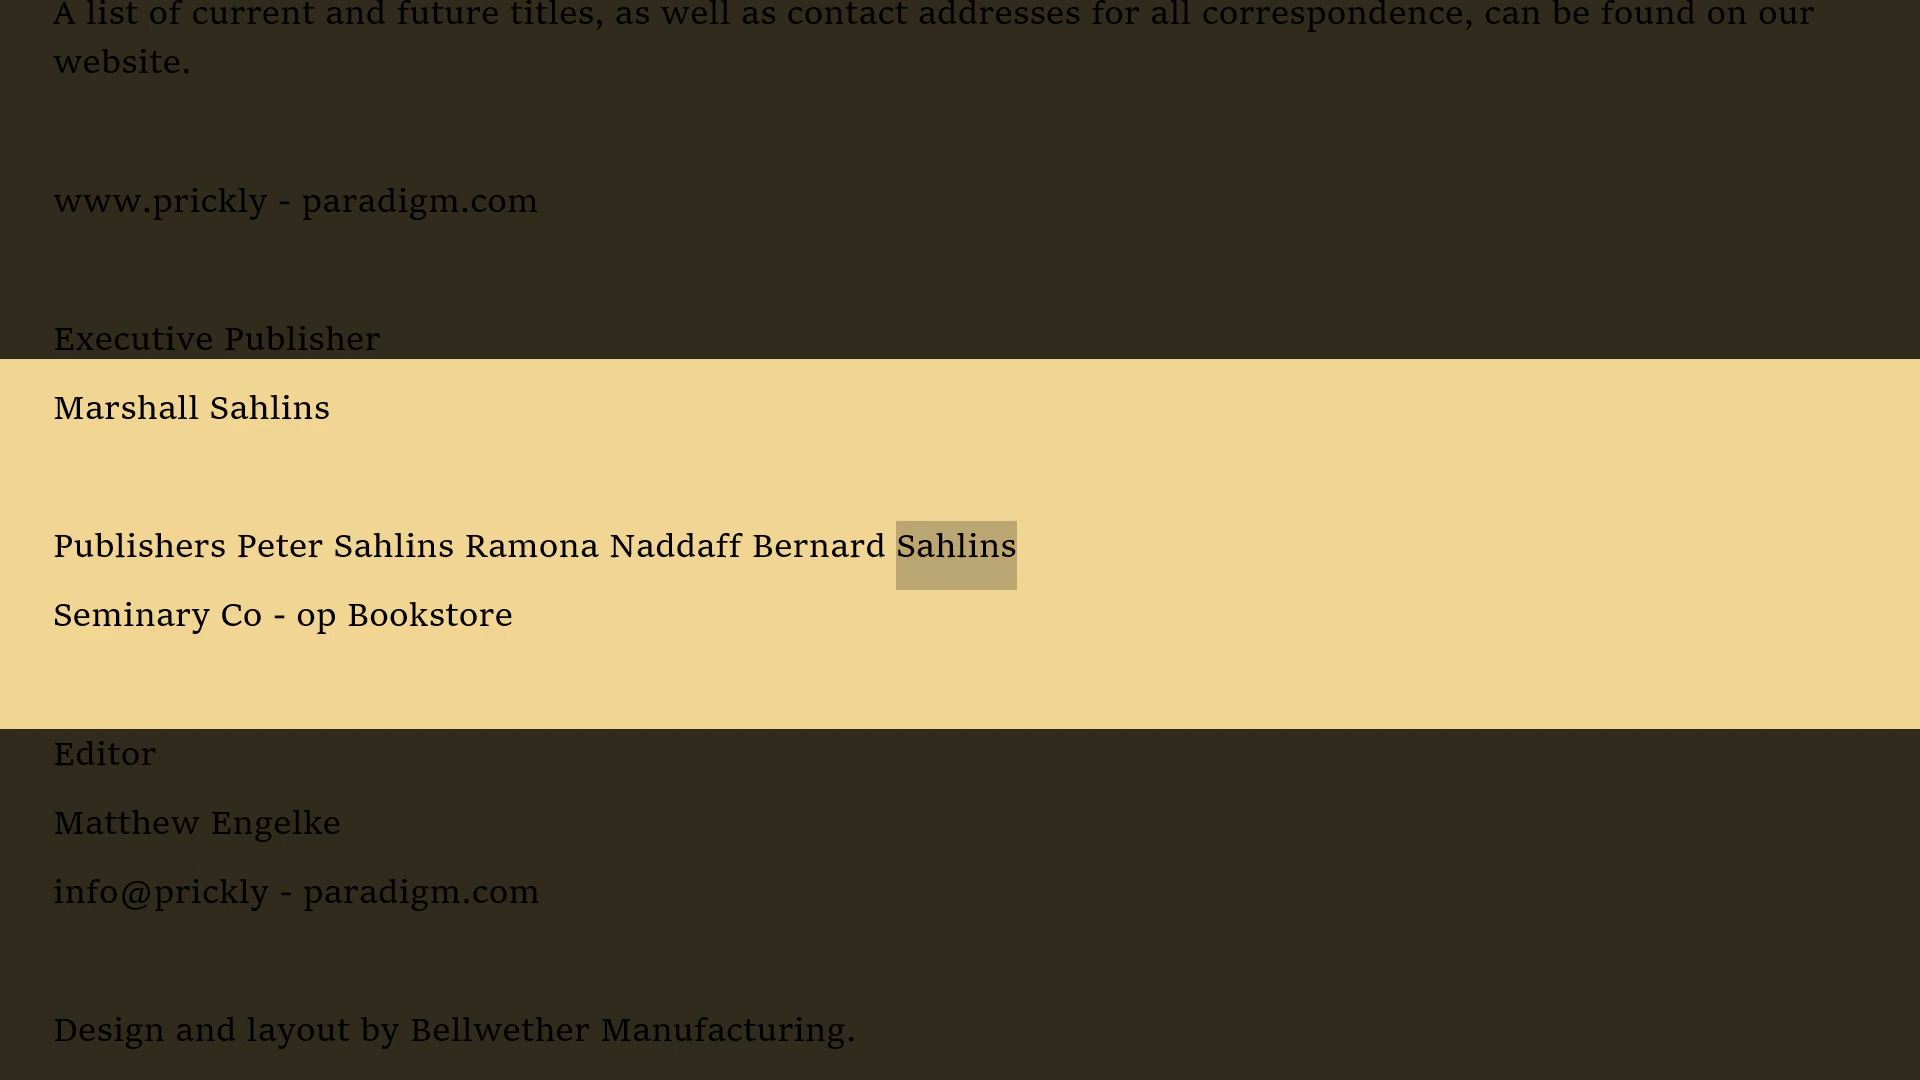 A list of current and future titles, as well as contact addresses for all correspondence, can be found on our
website.
www.prickly - paradigm.com
Executive Publisher
Marshall Sahlins
Publishers Peter Sahlins Ramona Naddaff Bernard Sahlins
Seminary Co - op Bookstore
Editor
Matthew Engelke
info@prickly - paradigm.com
Design and layout by Bellwether Manufacturing.